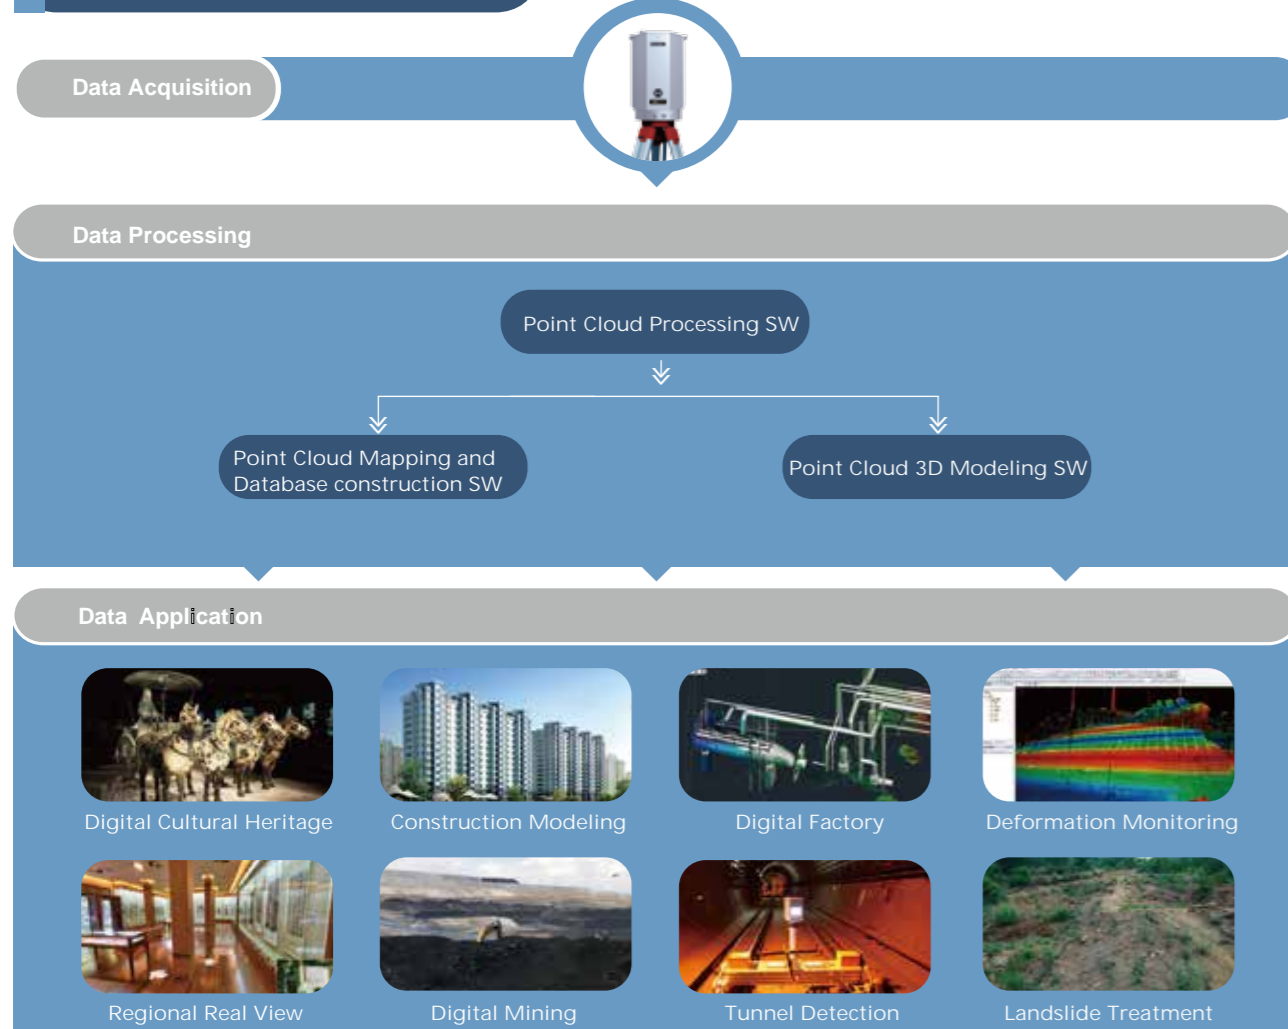 Data Acquisition
Data Processing
Point Cloud Processing SW
Point Cloud Mapping and
Database construction SW
Point Cloud 3D Modeling SW
Data Application
Digital Cultural Heritage
Construction Modeling
Digital Factory
Deformation Monitoring
Regional Real View
Digital Mining
Tunnel Detection
Landslide Treatment